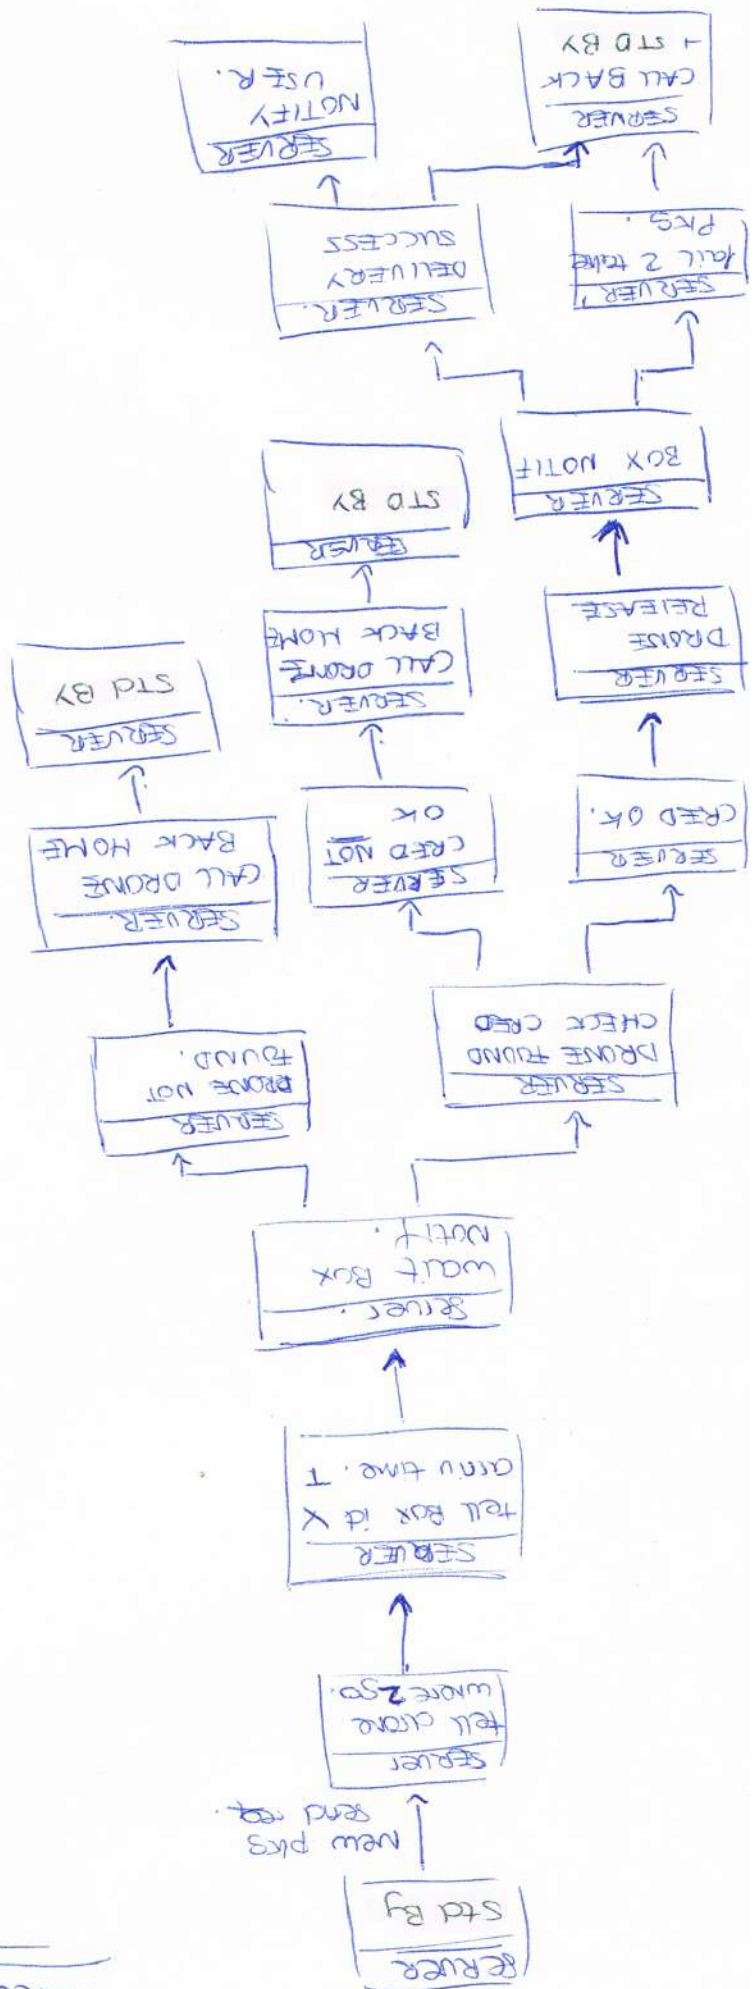 SERVER
Std By
New pkg
send req.
SERVER
tell drone
where 2 go.
SERVER
tell Box id X
arriv time. T
Server.
wait Box
Notif.
SERVER
DRONE FOUND
CHECK CRED
SERVER
DRONE NOT
FOUND.
SERVER
CRED OK.
SERVER
CRED NOT
OK
SERVER.
CALL DRONE
BACK HOME
SERVER
DRONE
RELEASE
SERVER.
CALL DRONE
BACK HOME
SERVER
Std BY
SERVER
BOX NOTIF
SERVER
STD BY
SERVER
fail 2 take
PKG.
SERVER.
DELIVERY
SUCCESS
SERVER
CALL BACK
+ STD BY
SERVER
NOTIFY
USER.